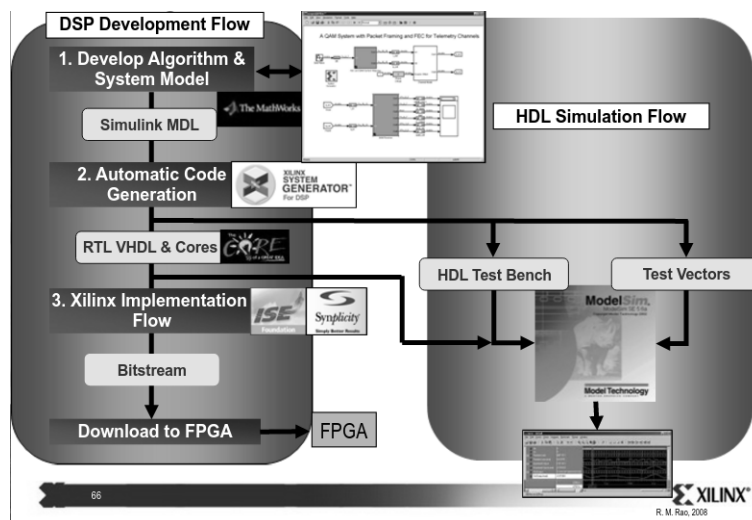 DSP Development Flow
1. Develop Algorithm &
System Model
A QAM System with Packet Framing and FEC for Telemetry Channels
Simulink MDL
The MathWorks
HDL Simulation Flow
2. Automatic Code
Generation
XILINX
SYSTEM
GENERATOR
For DSP
RTL VHDL & Cores
The
CORE
HDL Test Bench
Test Vectors
3. Xilinx Implementation
Flow
ISE
Foundation
Synplicity
Simply Better Results
ModelSim
Model Technology
Bitstream
Download to FPGA
FPGA
66
XILINX®
R. M. Rao, 2008